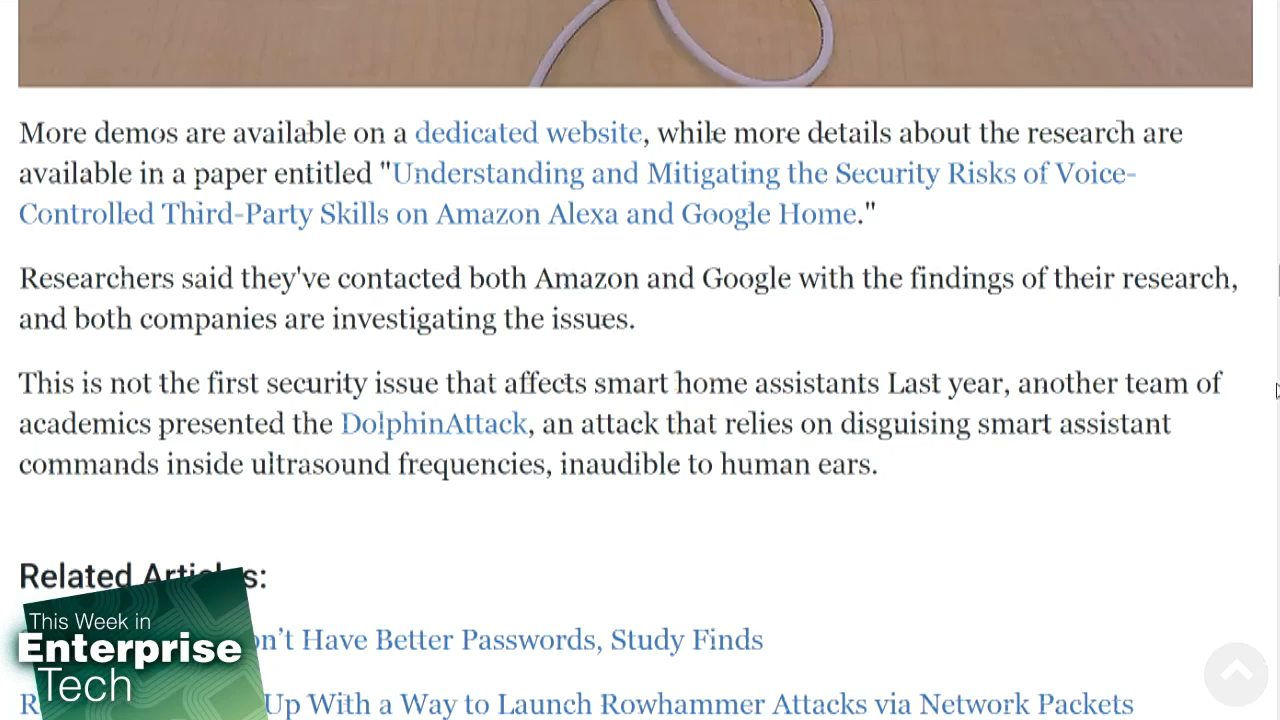 More demos are available on a dedicated website, while more details about the research are
available in a paper entitled "Understanding and Mitigating the Security Risks of Voice-
Controlled Third-Party Skills on Amazon Alexa and Google Home."
Researchers said they've contacted both Amazon and Google with the findings of their research,
and both companies are investigating the issues.
This is not the first security issue that affects smart home assistants Last year, another team of
academics presented the DolphinAttack, an attack that relies on disguising smart assistant
commands inside ultrasound frequencies, inaudible to human ears.
Related Articles:
Have Better Passwords, Study Finds
Up With a Way to Launch Rowhammer Attacks via Network Packets
This Week in
Enterprise
Tech